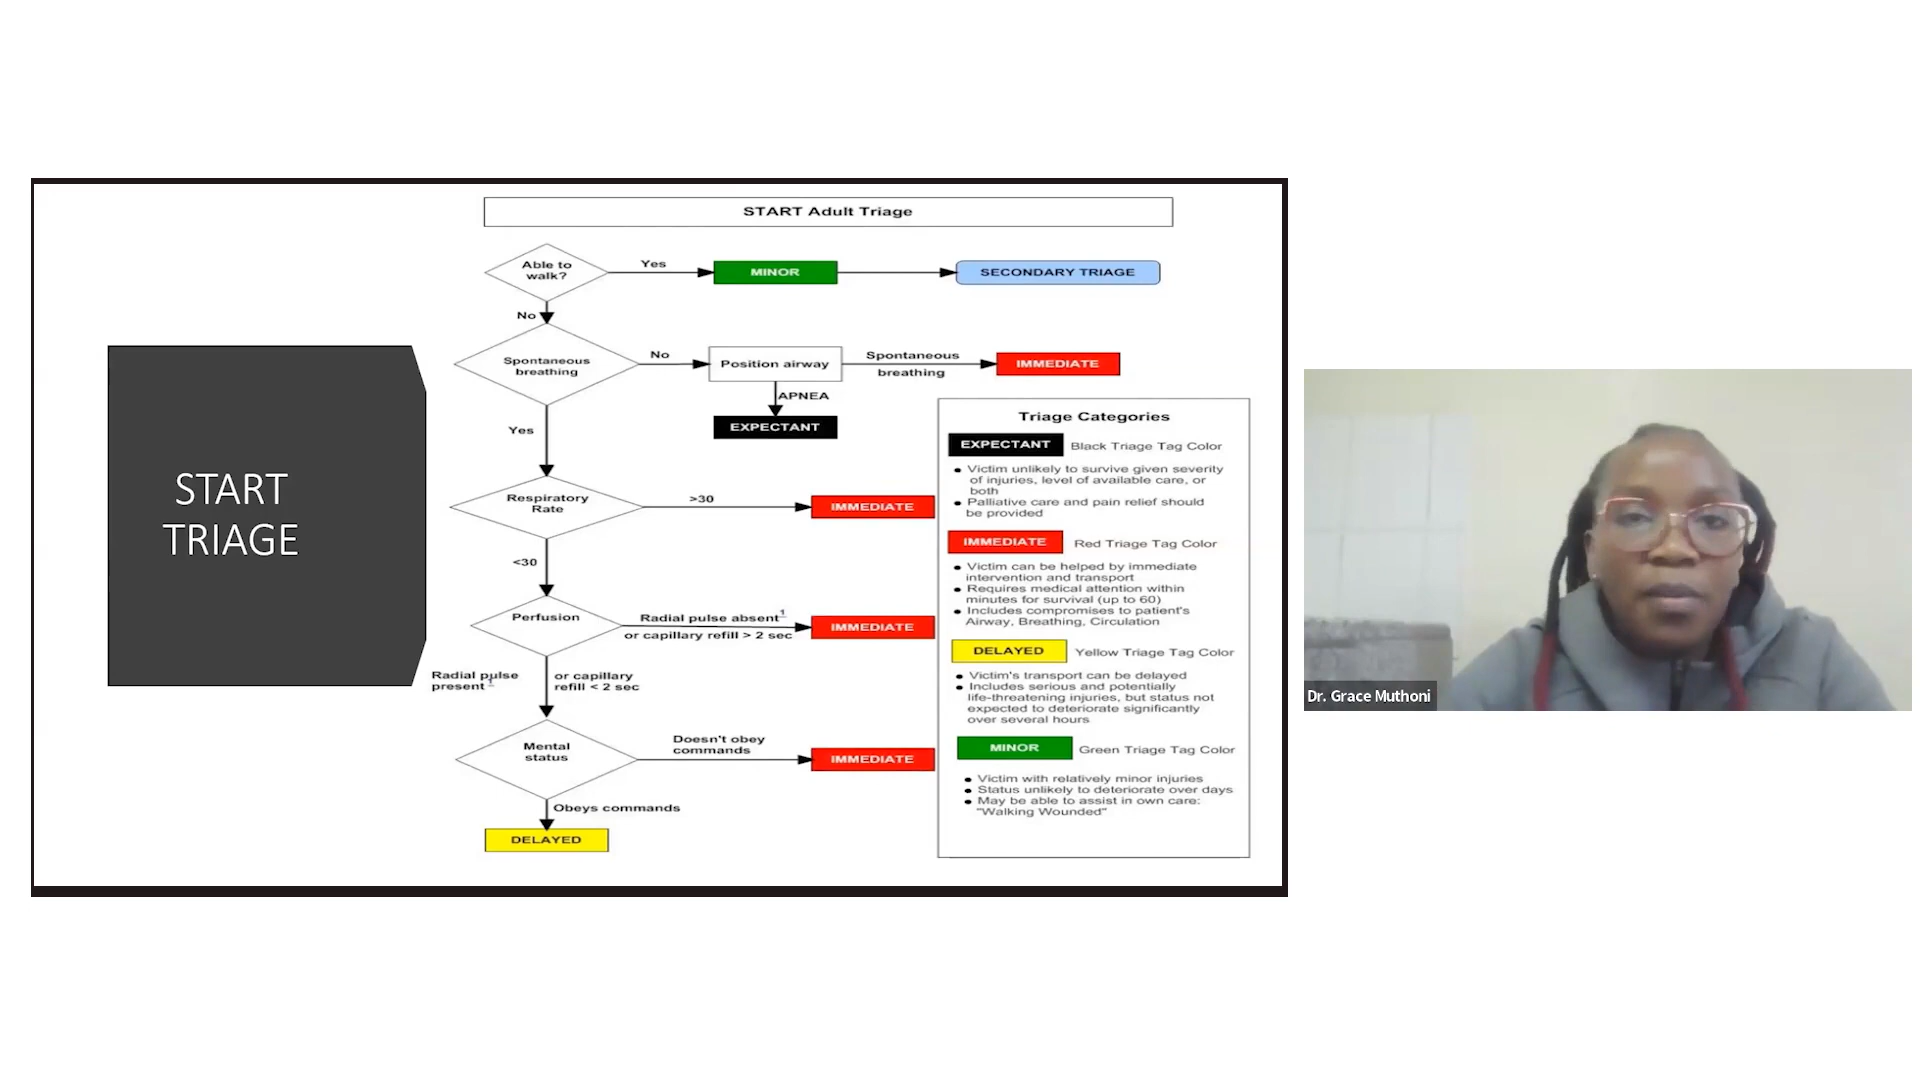 START
TRIAGE
START Adult Triage
Able to
walk?
Yes
MINOR
SECONDARY TRIAGE
No
Spontaneous
breathing
No
Position airway
Spontaneous
breathing
IMMEDIATE
APNEA
EXPECTANT
Yes
Respiratory
Rate
>30
IMMEDIATE
<30
Perfusion
Radial pulse absent1
or capillary refill > 2 sec
IMMEDIATE
Radial pulse
present1
or capillary
refill < 2 sec
Mental
status
Doesn't obey
commands
IMMEDIATE
Obeys commands
DELAYED
Triage Categories
EXPECTANT Black Triage Tag Color
• Victim unlikely to survive given severity
of injuries, level of available care, or
both
• Palliative care and pain relief should
be provided
IMMEDIATE Red Triage Tag Color
• Victim can be helped by immediate
intervention and transport
• Requires medical attention within
minutes for survival (up to 60)
• Includes compromises to patient's
Airway, Breathing, Circulation
DELAYED Yellow Triage Tag Color
• Victim's transport can be delayed
• Includes serious and potentially
life-threatening injuries, but status not
expected to deteriorate significantly
over several hours
MINOR Green Triage Tag Color
• Victim with relatively minor injuries
• Status unlikely to deteriorate over days
• May be able to assist in own care:
"Walking Wounded"
Dr. Grace Muthoni